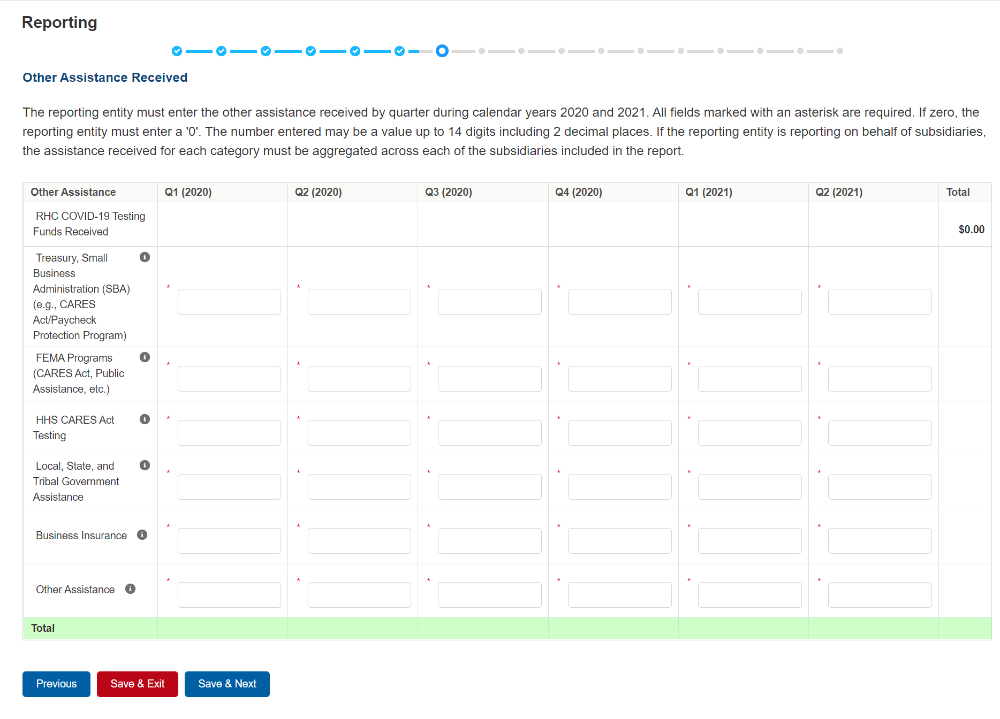 Reporting
Other Assistance Received
The reporting entity must enter the other assistance received by quarter during calendar years 2020 and 2021. All fields marked with an asterisk are required. If zero, the
reporting entity must enter a '0'. The number entered may be a value up to 14 digits including 2 decimal places. If the reporting entity is reporting on behalf of subsidiaries,
the assistance received for each category must be aggregated across each of the subsidiaries included in the report.
Other Assistance Q1 (2020) Q2 (2020) Q3 (2020) Q4 (2020) Q1 (2021) Q2 (2021) Total
RHC COVID-19 Testing
Funds Received
$0.00
Treasury, Small
Business
Administration (SBA)
(e.g., CARES
Act/Paycheck
Protection Program)
* * * * * *
FEMA Programs
(CARES Act, Public
Assistance, etc.)
* * * * * *
HHS CARES Act
Testing
* * * * * *
Local, State, and
Tribal Government
Assistance
* * * * * *
Business Insurance
* * * * * *
Other Assistance
* * * * * *
Total
Previous Save & Exit Save & Next